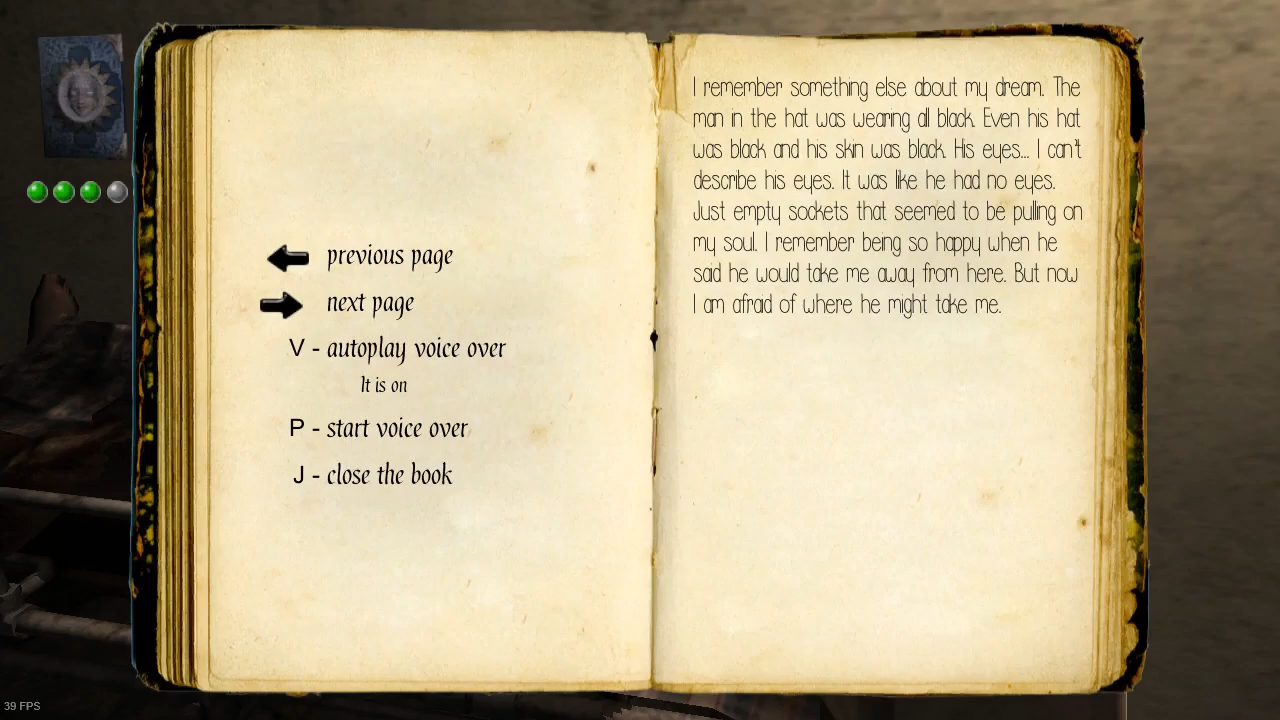 previous page
next page
V - autoplay voice over
It is on
P - start voice over
J - close the book
I remember something else about my dream. The
man in the hat was wearing all black. Even his hat
was black and his skin was black. His eyes... I can't
describe his eyes. It was like he had no eyes.
Just empty sockets that seemed to be pulling on
my soul. I remember being so happy when he
said he would take me away from here. But now
I am afraid of where he might take me.
39 FPS